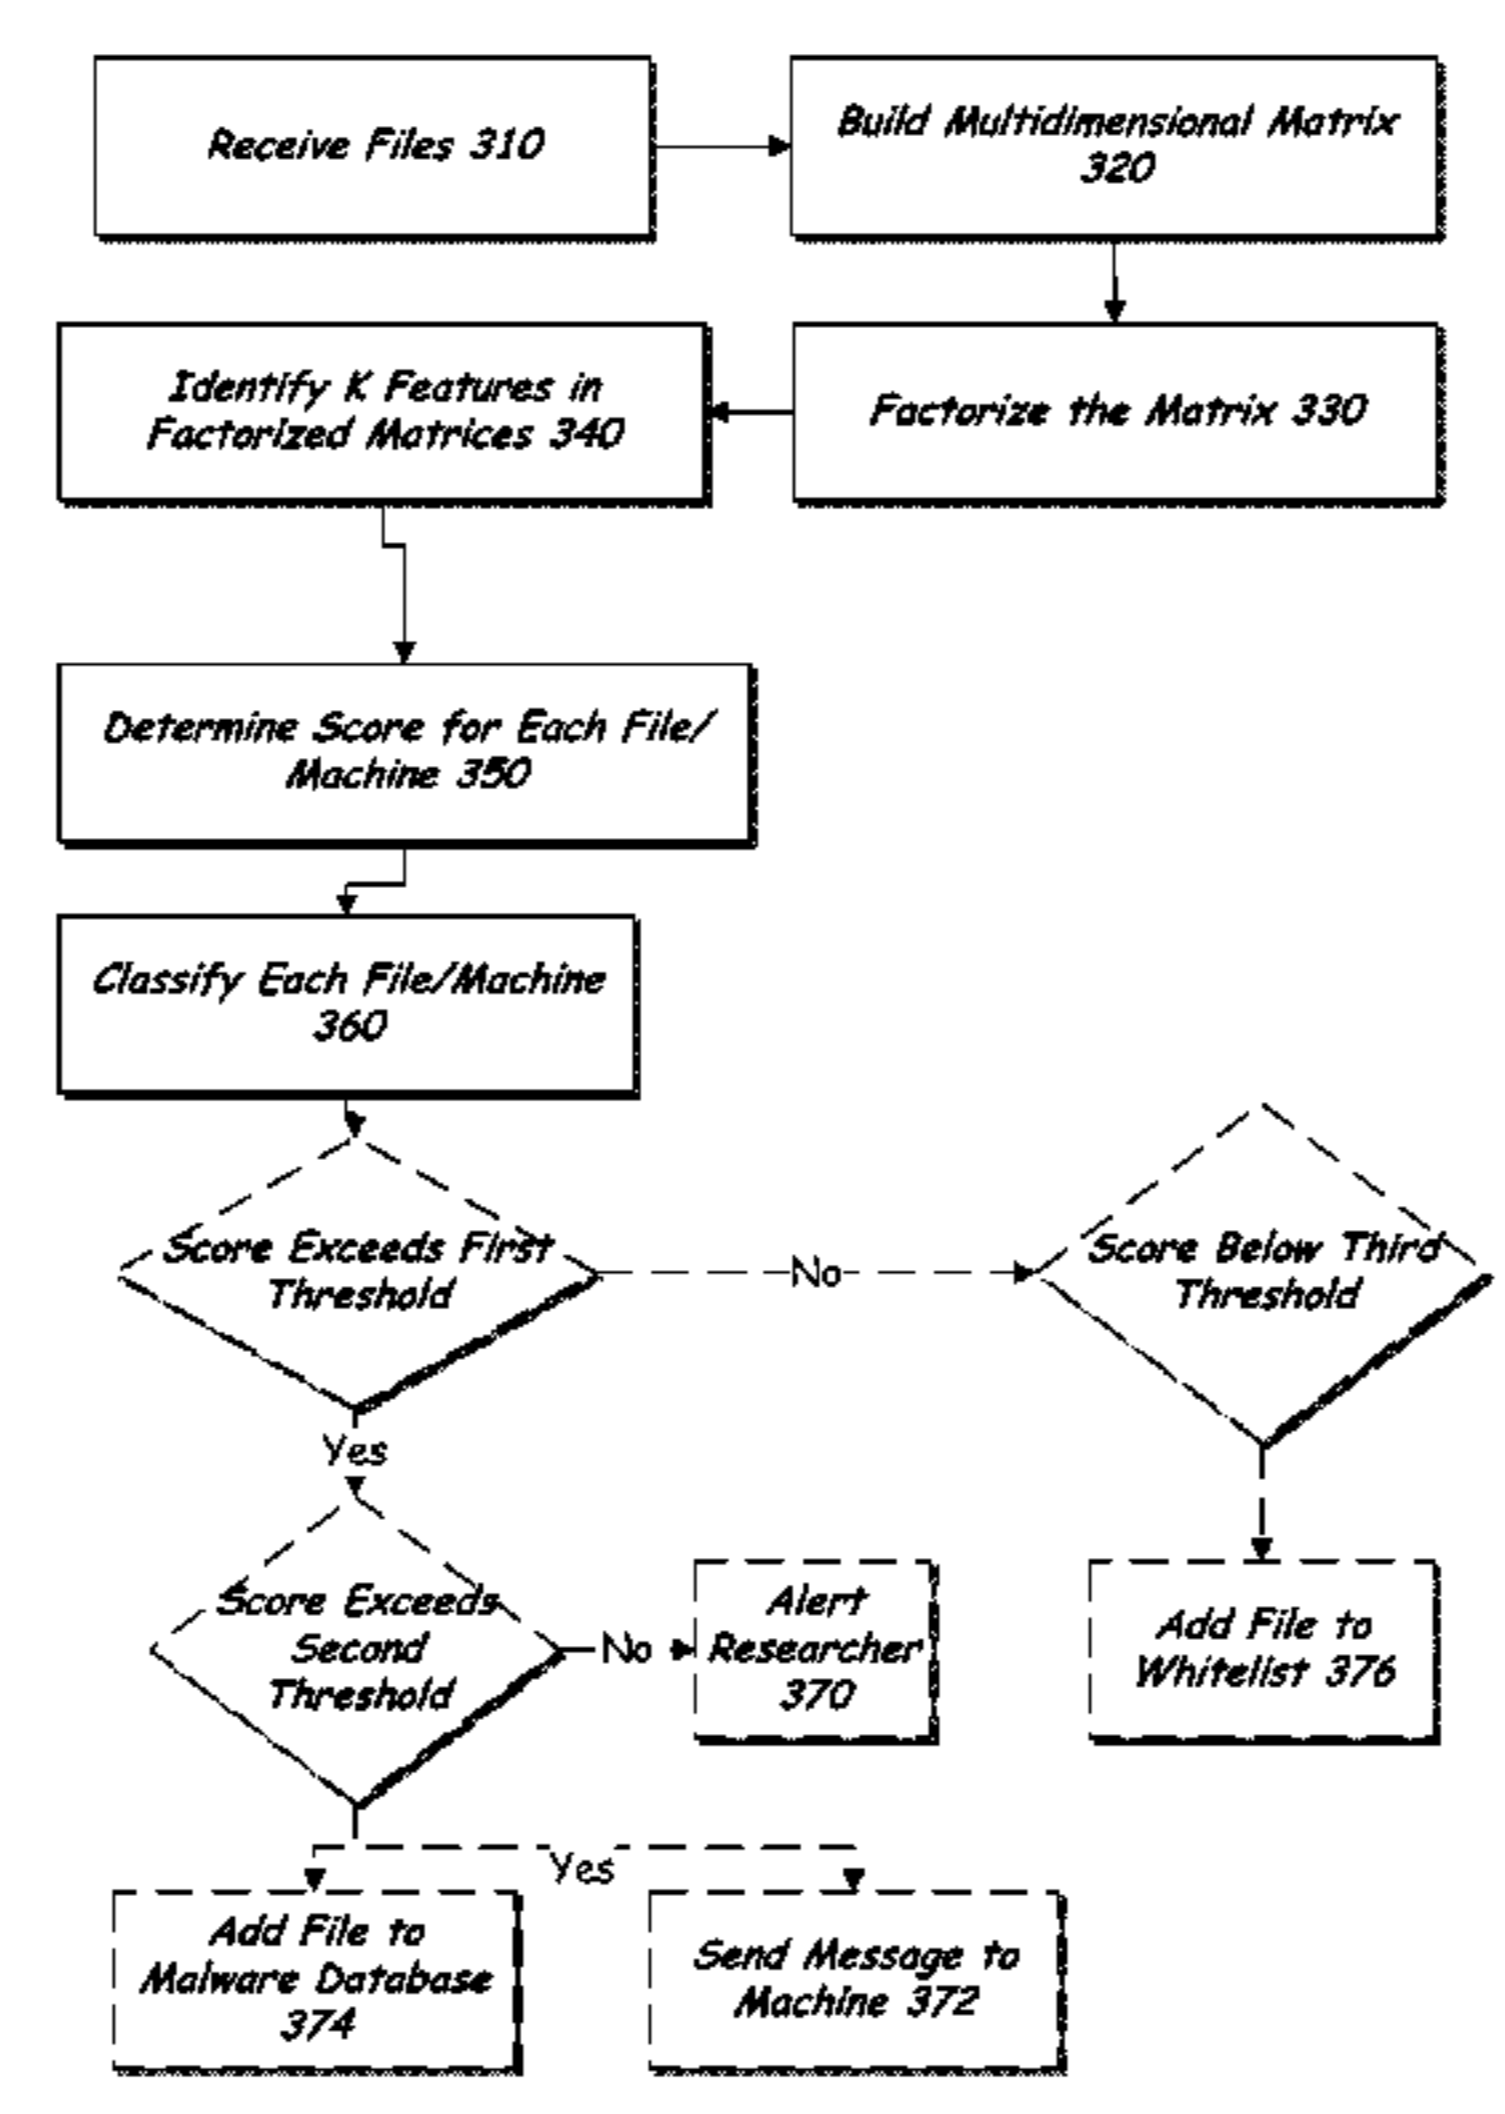 Receive Files 310
Build Multidimensional Matrix
320
Identify K Features in
Factorized Matrices 340
Factorize the Matrix 330
Determine Score for Each File/
Machine 350
Classify Each File/Machine
360
Score Exceeds First
Threshold
No
Score Below Third
Threshold
Yes
Score Exceeds
Second
Threshold
No
Alert
Researcher
370
Add File to
Whitelist 376
Yes
Add File to
Malware Database
374
Send Message to
Machine 372